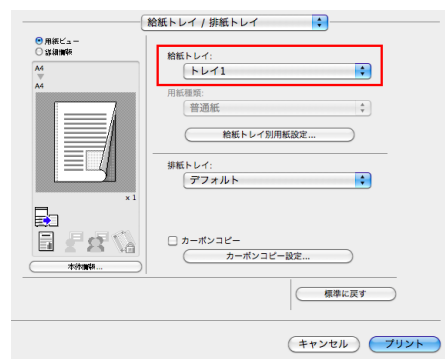 給紙トレイ / 排紙トレイ
用紙ビュー
詳細情報
A4
A4
x 1
本体情報...
給紙トレイ:
トレイ1
用紙種類:
普通紙
給紙トレイ別用紙設定...
排紙トレイ:
デフォルト
カーボンコピー
カーボンコピー設定...
標準に戻す
キャンセル
プリント